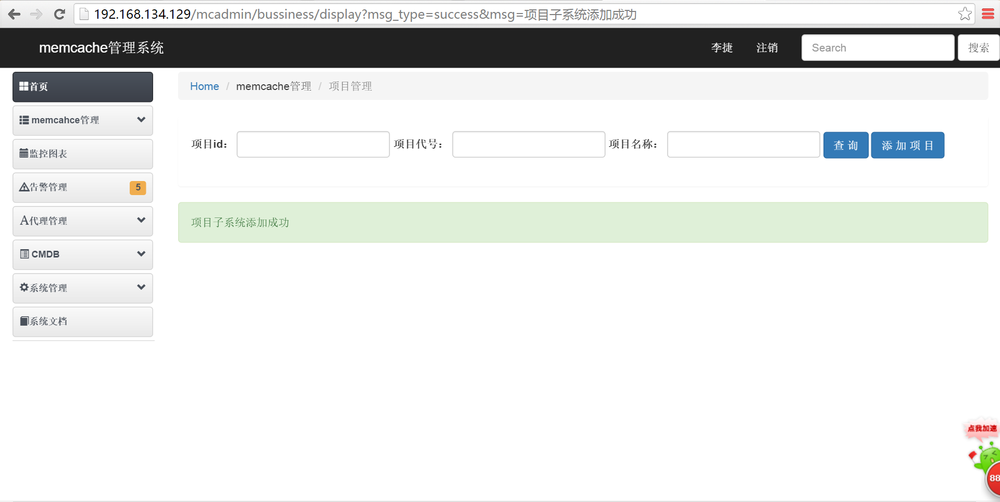 192.168.134.129/mcadmin/bussiness/display?msg_type=success&msg=项目子系统添加成功
memcache管理系统 李捷 注销 Search 搜索
首页
Home / memcache管理 / 项目管理
memcahce管理
项目id： 项目代号： 项目名称： 查 询 添 加 项 目
监控图表
告警管理 5
项目子系统添加成功
A代理管理
CMDB
系统管理
系统文档
点我加速
88